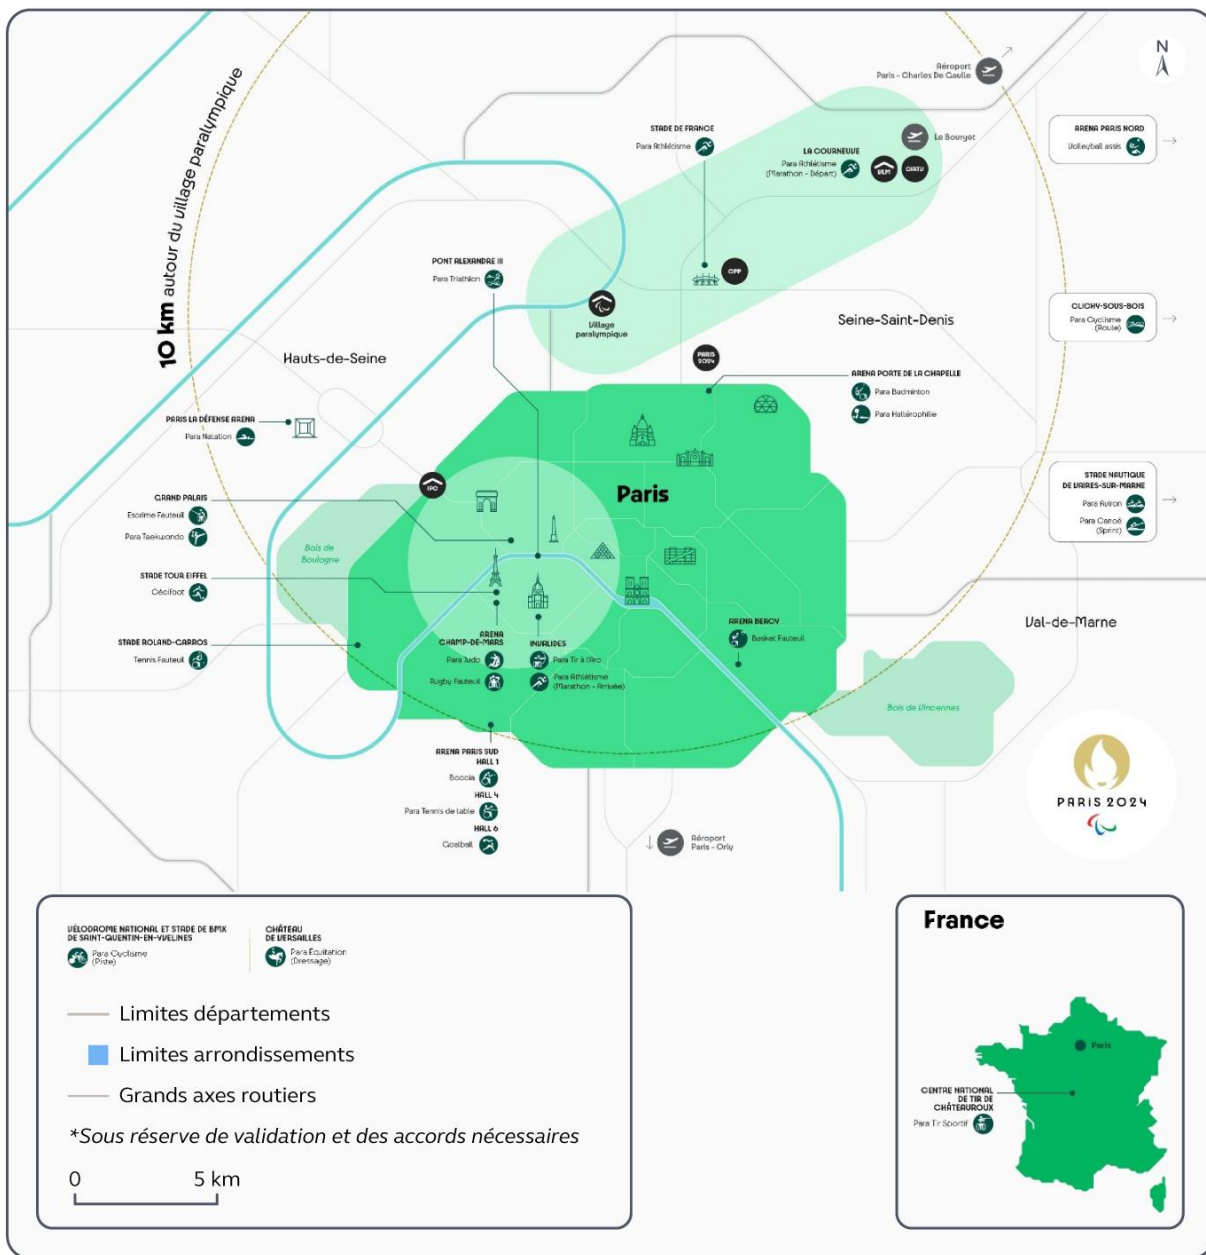 N
10 km autour du village paralympique
Aéroport
Paris - Charles De Gaulle
Le Bourget
STADE DE FRANCE
Para Athlétisme
LA COURNEUVE
Para Athlétisme
(Marathon - Départ)
ARENA PARIS NORD
Volleyball assis
PONT ALEXANDRE III
Para Triathlon
CIPP
Village
paralympique
Seine-Saint-Denis
CLICHY-SOUS-BOIS
Para Cyclisme
(Route)
Hauts-de-Seine
PARIS
2024
ARENA PORTE DE LA CHAPELLE
Para Badminton
Para Haltérophilie
PARIS LA DÉFENSE ARENA
Para Natation
IPC
Paris
GRAND PALAIS
Escrime Fauteuil
Para Taekwondo
STADE NAUTIQUE
DE VAIRES-SUR-MARNE
Para Aviron
Para Canoë
(Sprint)
Bois de
Boulogne
STADE TOUR EIFFEL
Cécifoot
STADE ROLAND-GARROS
Tennis Fauteuil
ARENA
CHAMP-DE-MARS
Para Judo
Rugby Fauteuil
INVALIDES
Para Tir à l'Arc
Para Athlétisme
(Marathon - Arrivée)
ARENA BERCY
Basket Fauteuil
Val-de-Marne
Bois de Vincennes
ARENA PARIS SUD
HALL 1
Boccia
HALL 4
Para Tennis de table
HALL 6
Goalball
Aéroport
Paris - Orly
PARIS 2024
VÉLODROME NATIONAL ET STADE DE BMX
DE SAINT-QUENTIN-EN-YVELINES
Para Cyclisme
(Piste)
CHÂTEAU
DE VERSAILLES
Para Équitation
(Dressage)
Limites départements
Limites arrondissements
Grands axes routiers
*Sous réserve de validation et des accords nécessaires
0 5 km
France
Paris
CENTRE NATIONAL
DE TIR DE
CHÂTEAUROUX
Para Tir Sportif